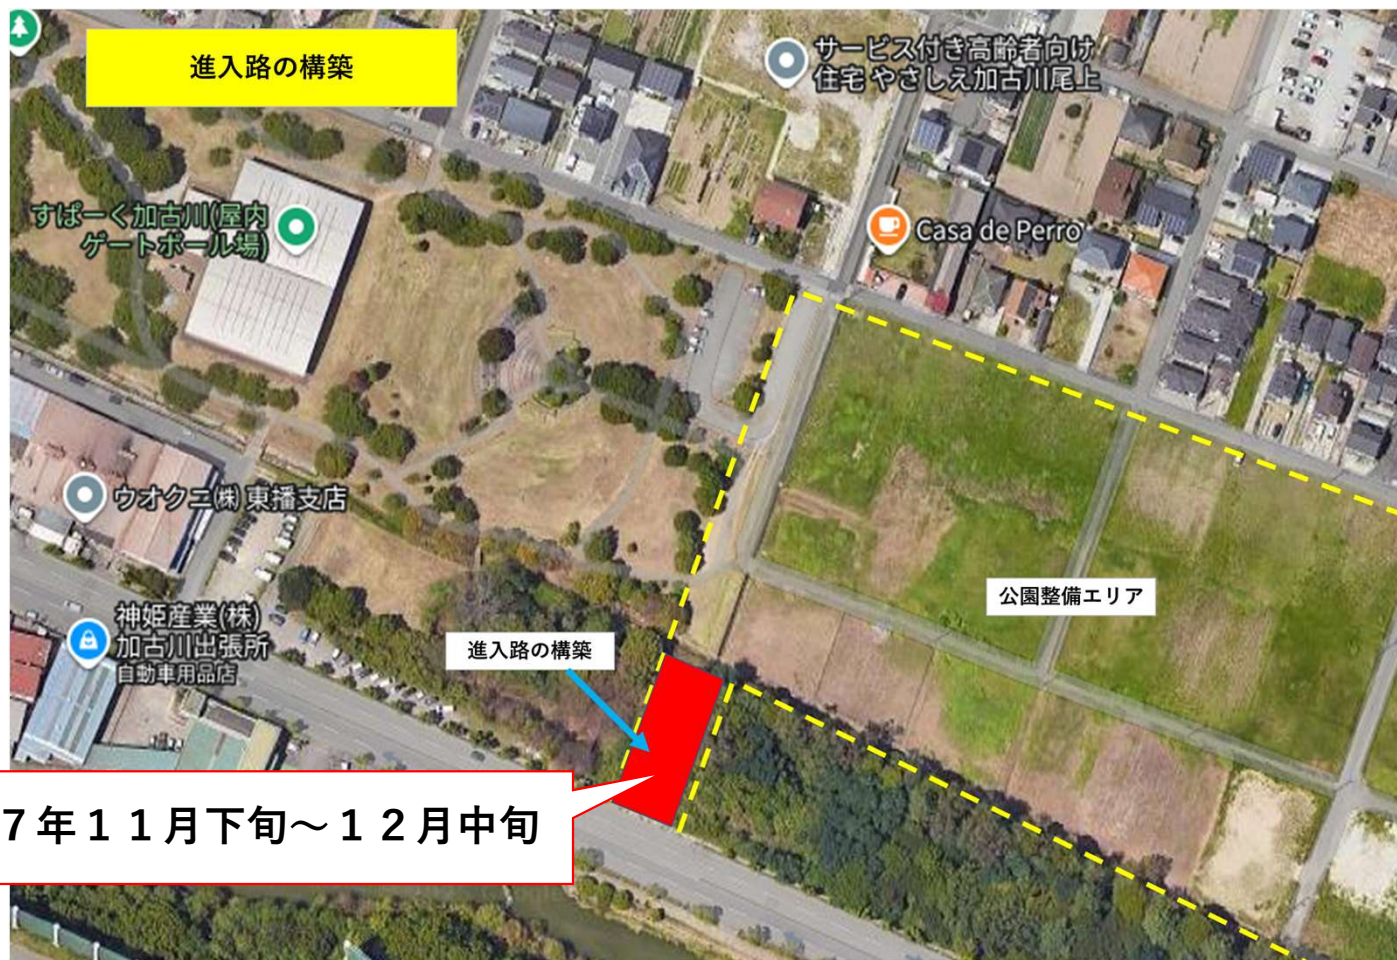 進入路の構築
サービス付き高齢者向け
住宅 やさしえ加古川尾上
すぱーく加古川(屋内
ゲートボール場)
Casa de Perro
ウオクニ(株) 東播支店
公園整備エリア
神姫産業(株)
加古川出張所
自動車用品店
進入路の構築
7年11月下旬～12月中旬